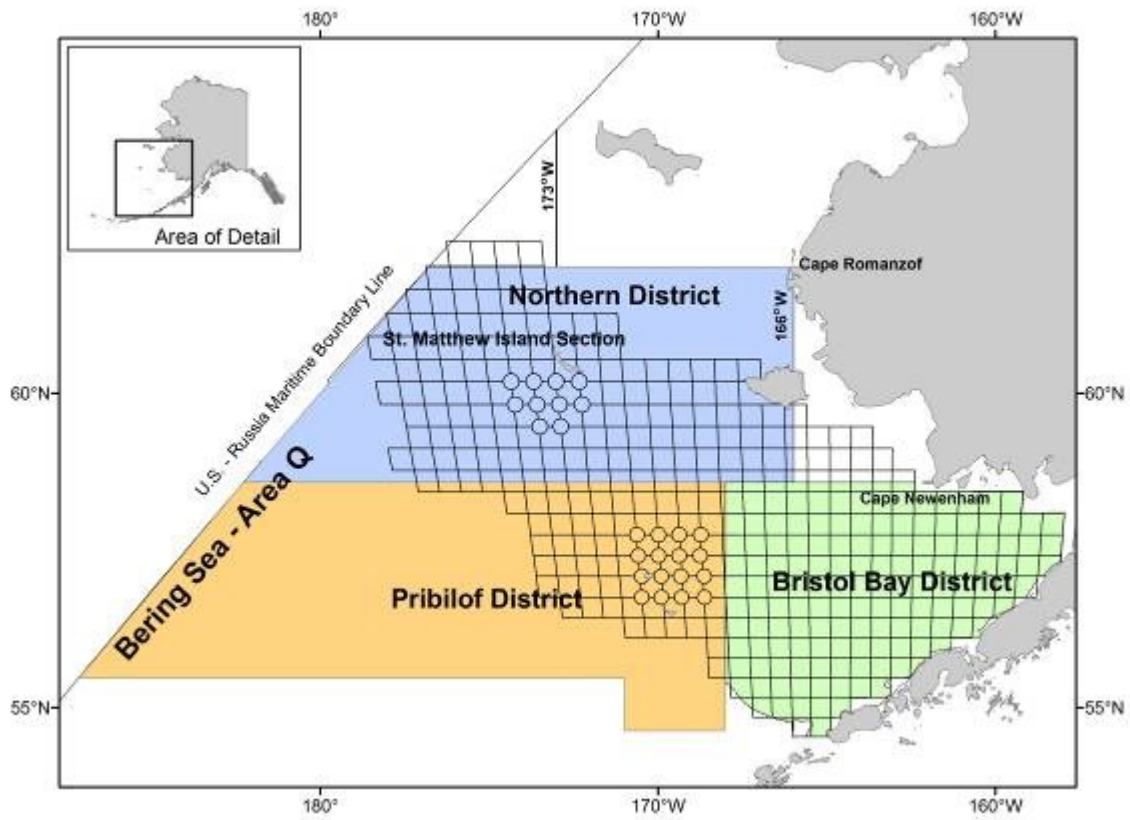 180°
170°W
160°W
Area of Detail
173°W
Cape Romanzof
Northern District
166°W
U.S. - Russia Maritime Boundary Line
St. Matthew Island Section
60°N
60°N
Bering Sea - Area Q
Cape Newenham
Pribilof District
Bristol Bay District
55°N
55°N
180°
170°W
160°W